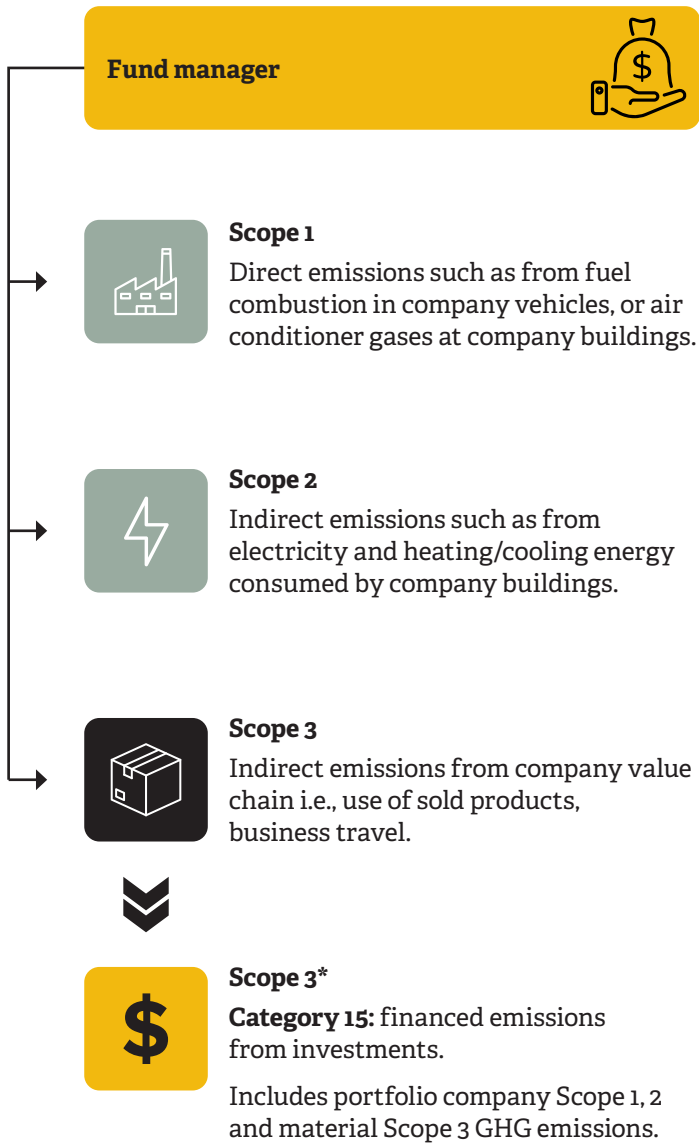 Fund manager
$
Scope 1
Direct emissions such as from fuel
combustion in company vehicles, or air
conditioner gases at company buildings.
Scope 2
Indirect emissions such as from
electricity and heating/cooling energy
consumed by company buildings.
Scope 3
Indirect emissions from company value
chain i.e., use of sold products,
business travel.
$
Scope 3*
Category 15: financed emissions
from investments.
Includes portfolio company Scope 1, 2
and material Scope 3 GHG emissions.